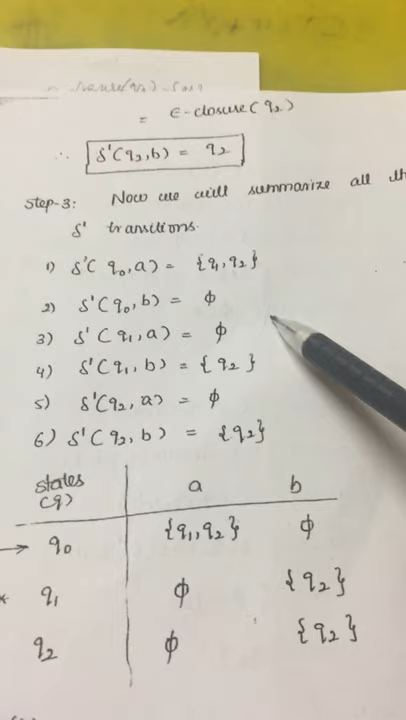 = ε-closure(q₂)
∴ δ'(q₂,b) = q₂
Step-3: Now we will summarize all th
δ' transitions.
1) δ'(q₀,a) = {q₁,q₂}
2) δ'(q₀,b) = ϕ
3) δ'(q₁,a) = ϕ
4) δ'(q₁,b) = {q₂}
5) δ'(q₂,a) = ϕ
6) δ'(q₂,b) = {q₂}
states (q) a b
→ q₀ {q₁,q₂} ϕ
* q₁ ϕ {q₂}
q₂ ϕ {q₂}